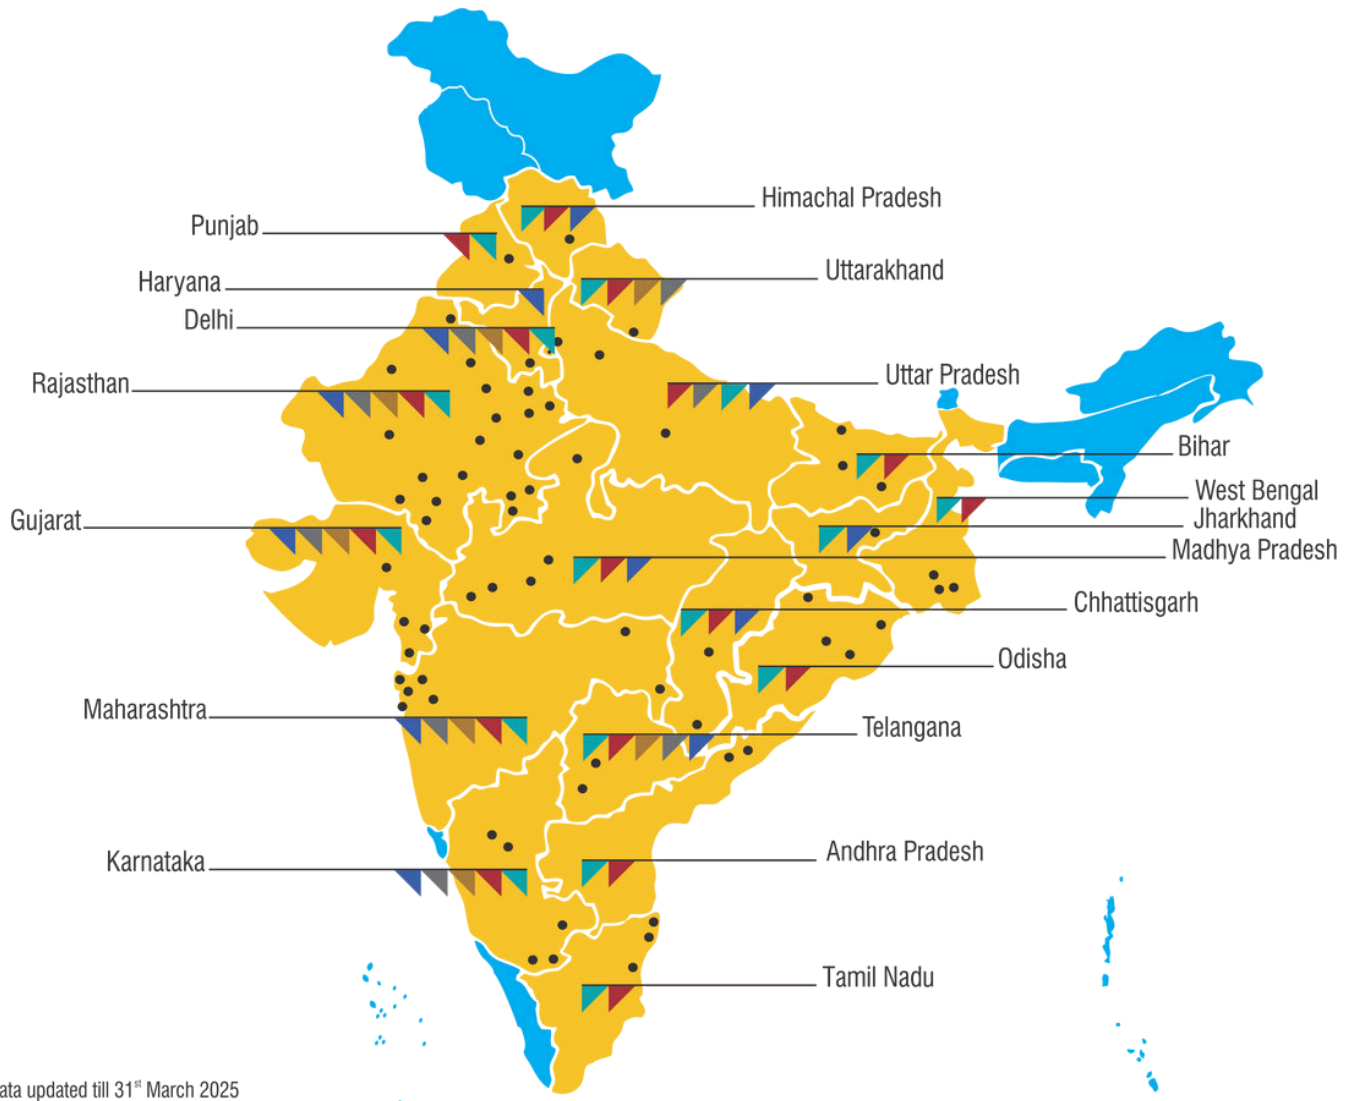 Himachal Pradesh
Punjab
Uttarakhand
Haryana
Delhi
Rajasthan
Uttar Pradesh
Bihar
West Bengal
Gujarat
Jharkhand
Madhya Pradesh
Chhattisgarh
Odisha
Maharashtra
Telangana
Andhra Pradesh
Karnataka
Tamil Nadu
ata updated till 31st March 2025